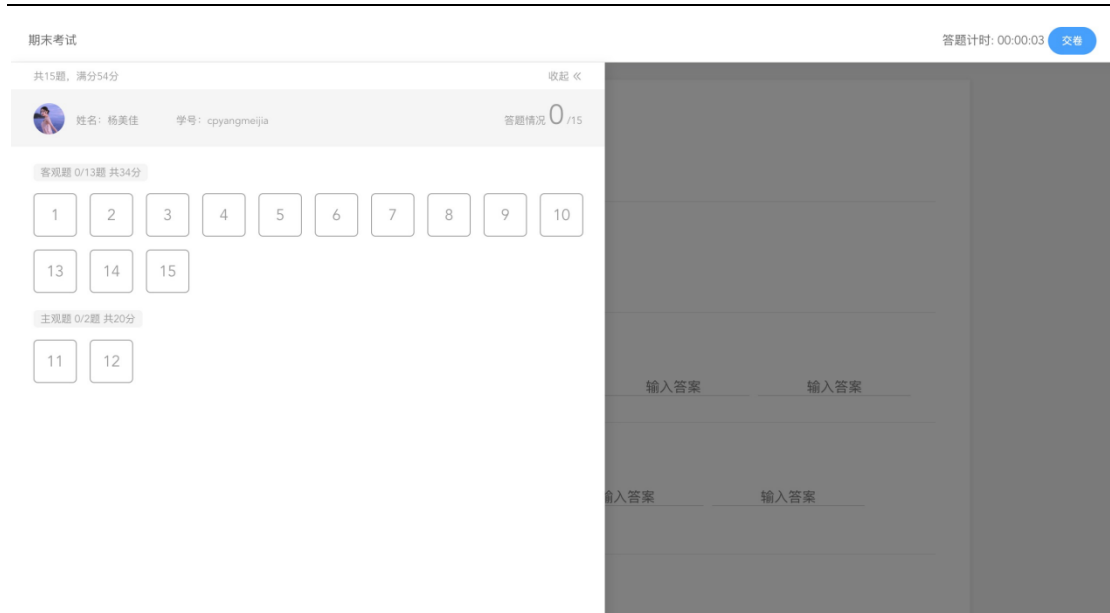 期末考试 答题计时: 00:00:03 交卷
共15题，满分54分 收起 《
姓名：杨美佳 学号：cpyangmeijia 答题情况 0 /15
客观题 0/13题 共34分
1 2 3 4 5 6 7 8 9 10
13 14 15
主观题 0/2题 共20分
11 12
输入答案 输入答案
输入答案 输入答案